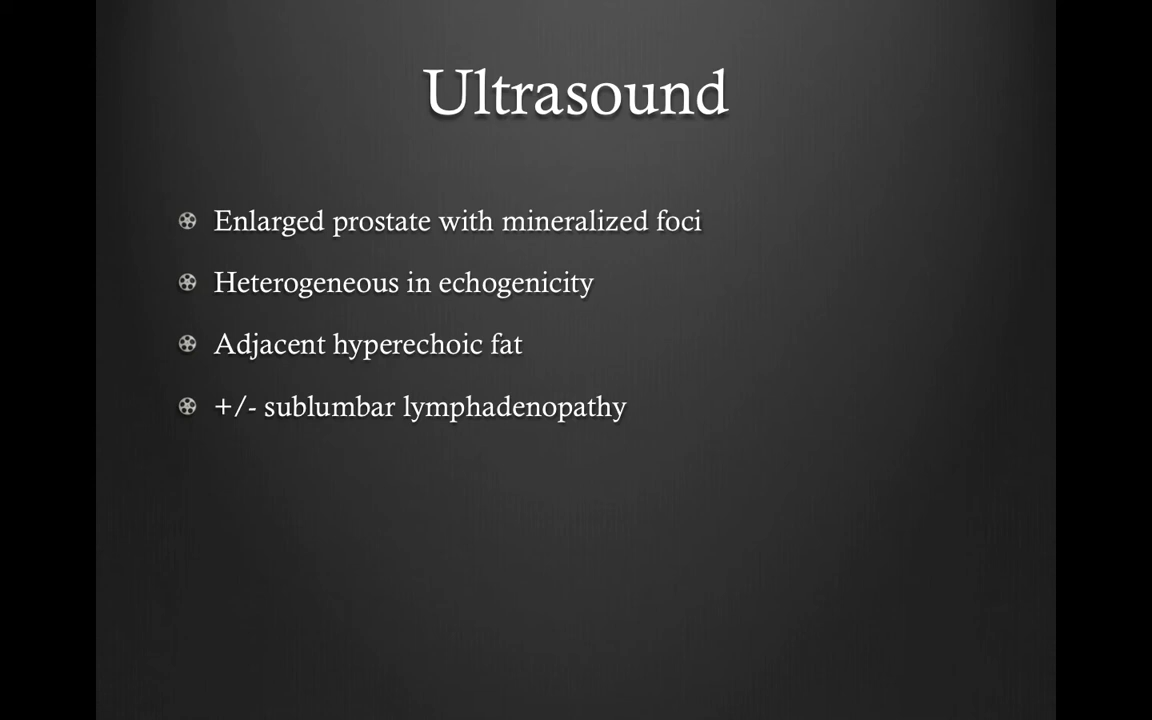 Ultrasound
Enlarged prostate with mineralized foci
Heterogeneous in echogenicity
Adjacent hyperechoic fat
+/- sublumbar lymphadenopathy